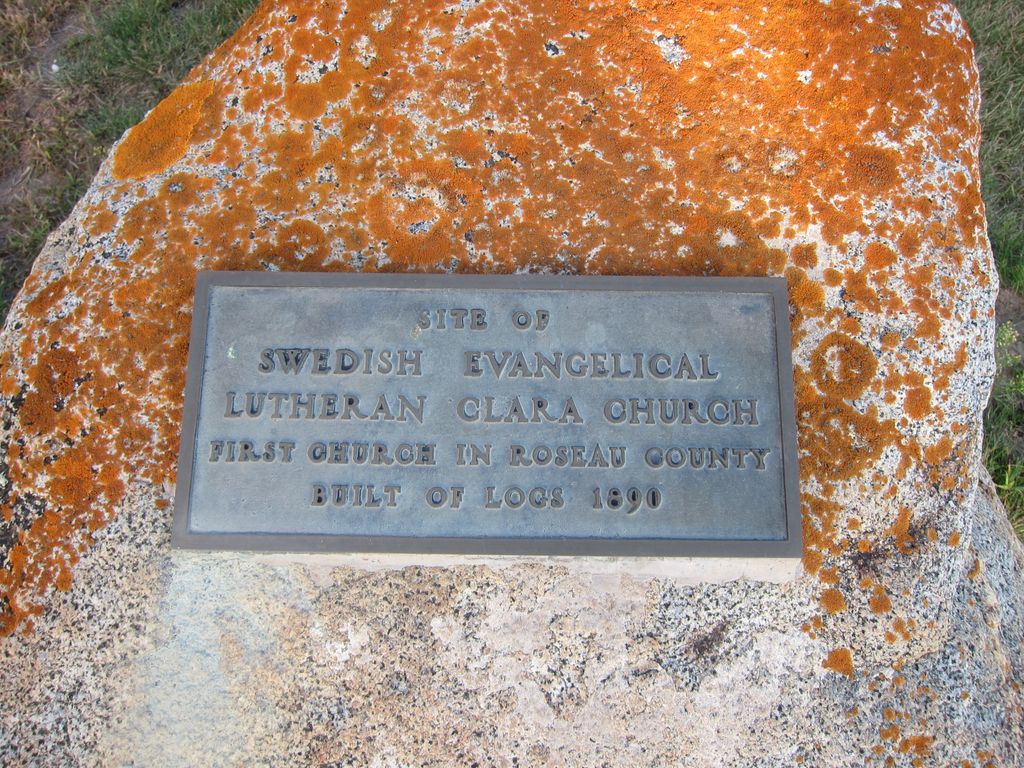 SITE OF
SWEDISH EVANGELICAL
LUTHERAN CLARA CHURCH
FIRST CHURCH IN ROSEAU COUNTY
BUILT OF LOGS 1890